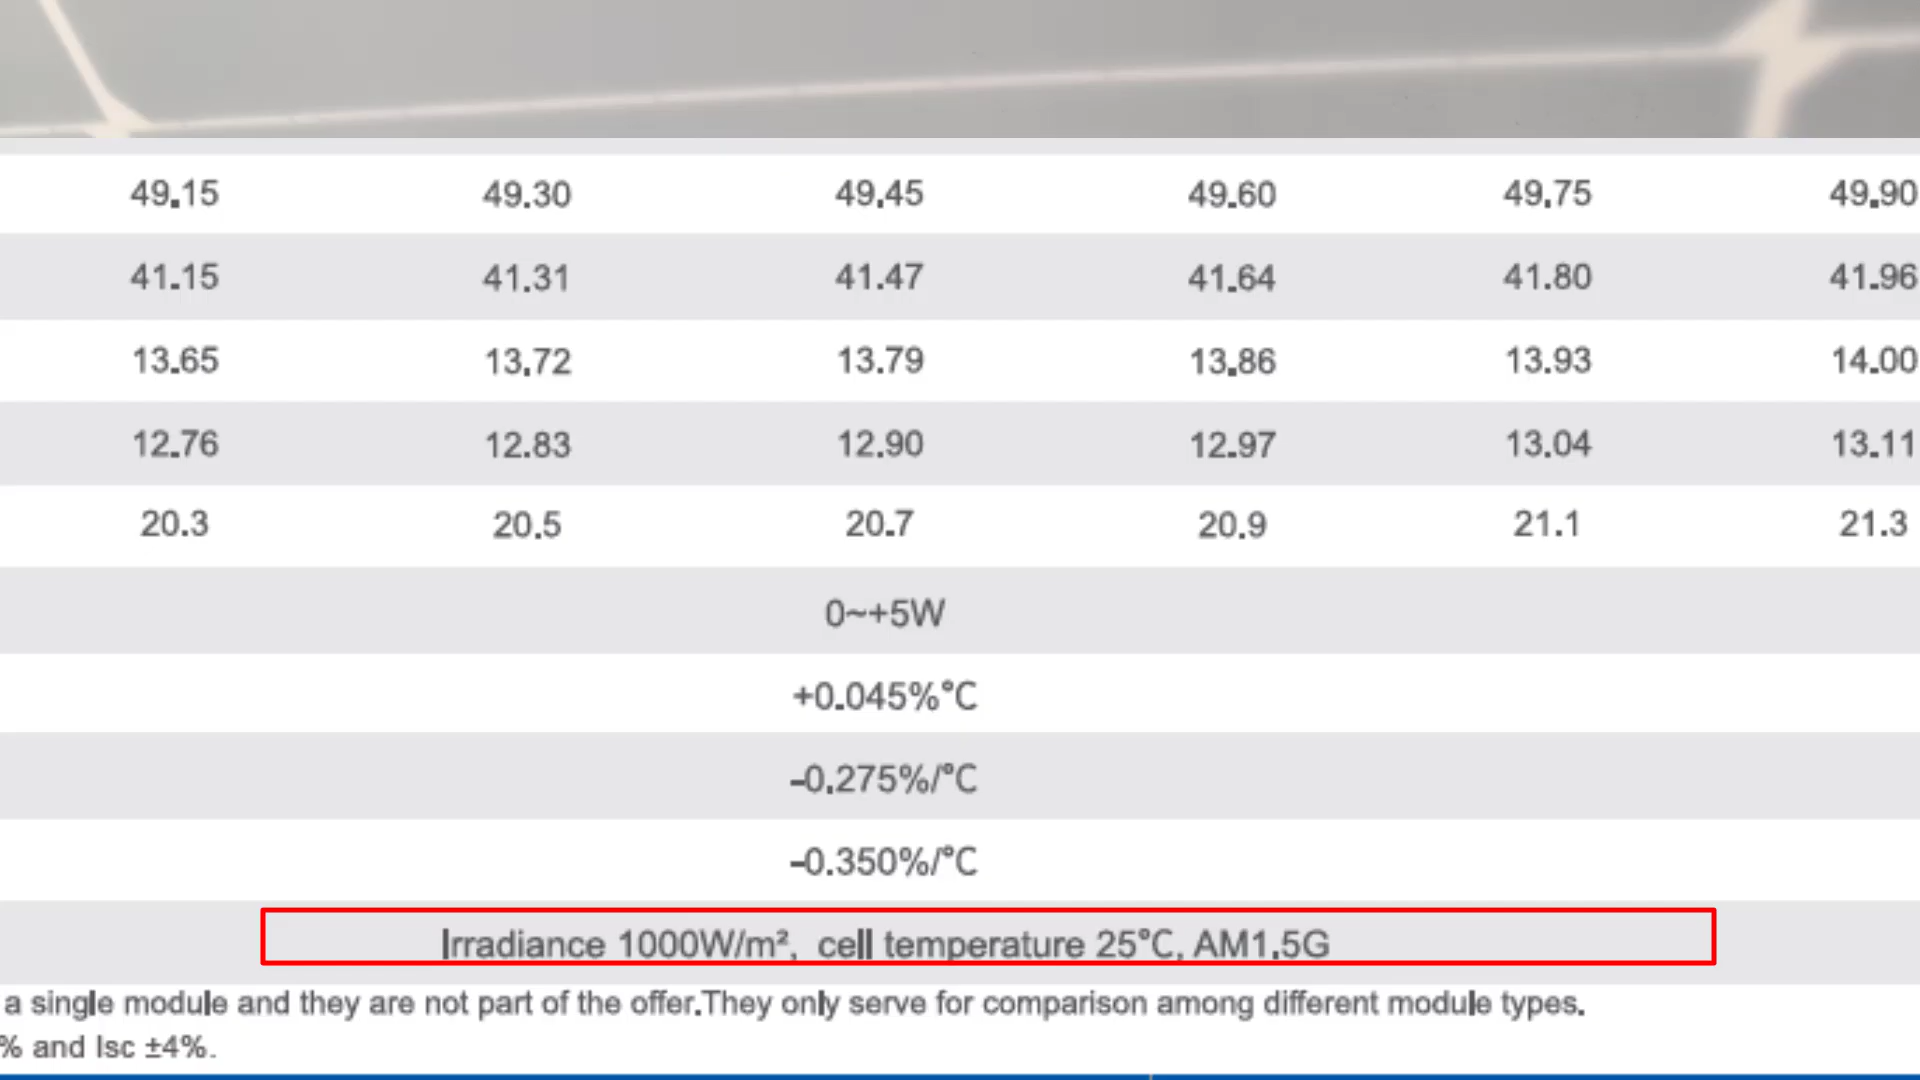 49.15 49.30 49.45 49.60 49.75 49.90
41.15 41.31 41.47 41.64 41.80 41.96
13.65 13.72 13.79 13.86 13.93 14.00
12.76 12.83 12.90 12.97 13.04 13.11
20.3 20.5 20.7 20.9 21.1 21.3
0~+5W
+0.045%°C
-0.275%/°C
-0.350%/°C
Irradiance 1000W/m², cell temperature 25°C, AM1.5G
a single module and they are not part of the offer.They only serve for comparison among different module types.
% and Isc ±4%.